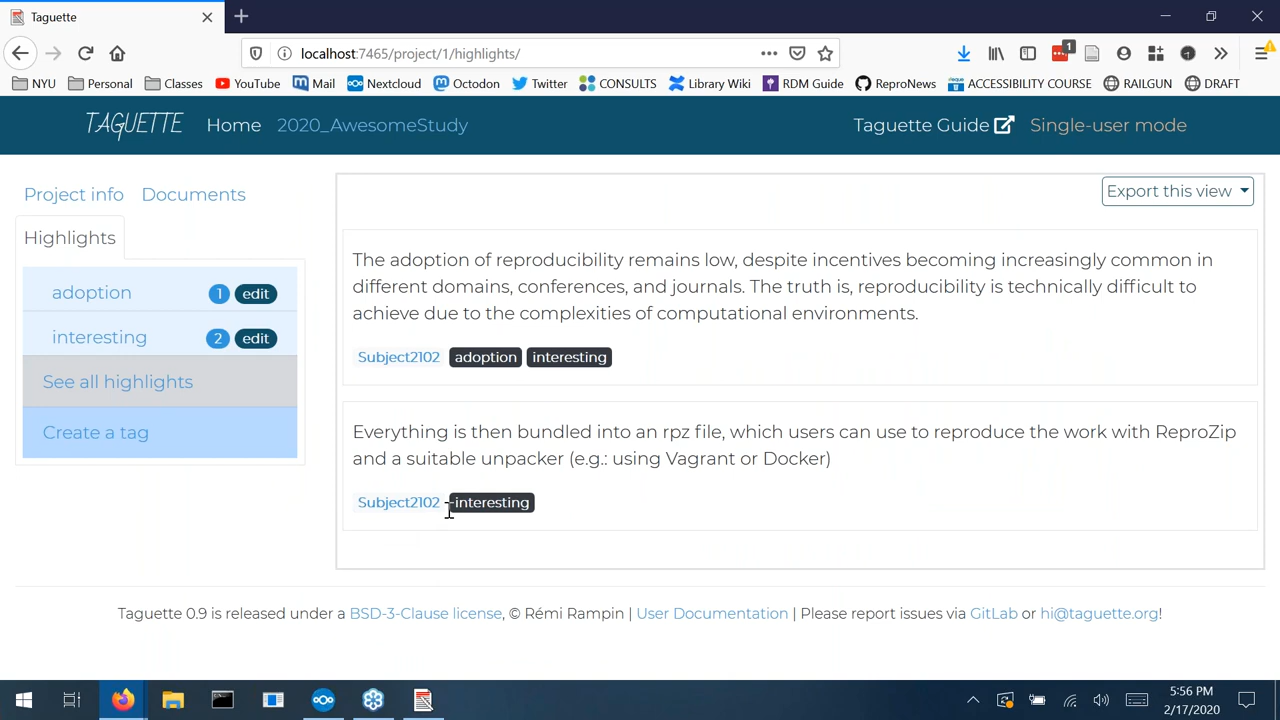 Taguette
localhost:7465/project/1/highlights/
1
NYU Personal Classes YouTube Mail Nextcloud Octodon Twitter CONSULTS Library Wiki RDM Guide ReproNews ACCESSIBILITY COURSE RAILGUN DRAFT
TAGUETTE Home 2020_AwesomeStudy Taguette Guide Single-user mode
Project info Documents
Highlights
adoption 1 edit
interesting 2 edit
See all highlights
Create a tag
Export this view
The adoption of reproducibility remains low, despite incentives becoming increasingly common in
different domains, conferences, and journals. The truth is, reproducibility is technically difficult to
achieve due to the complexities of computational environments.
Subject2102 adoption interesting
Everything is then bundled into an rpz file, which users can use to reproduce the work with ReproZip
and a suitable unpacker (e.g.: using Vagrant or Docker)
Subject2102 interesting
Taguette 0.9 is released under a BSD-3-Clause license, © Rémi Rampin | User Documentation | Please report issues via GitLab or hi@taguette.org!
5:56 PM
2/17/2020